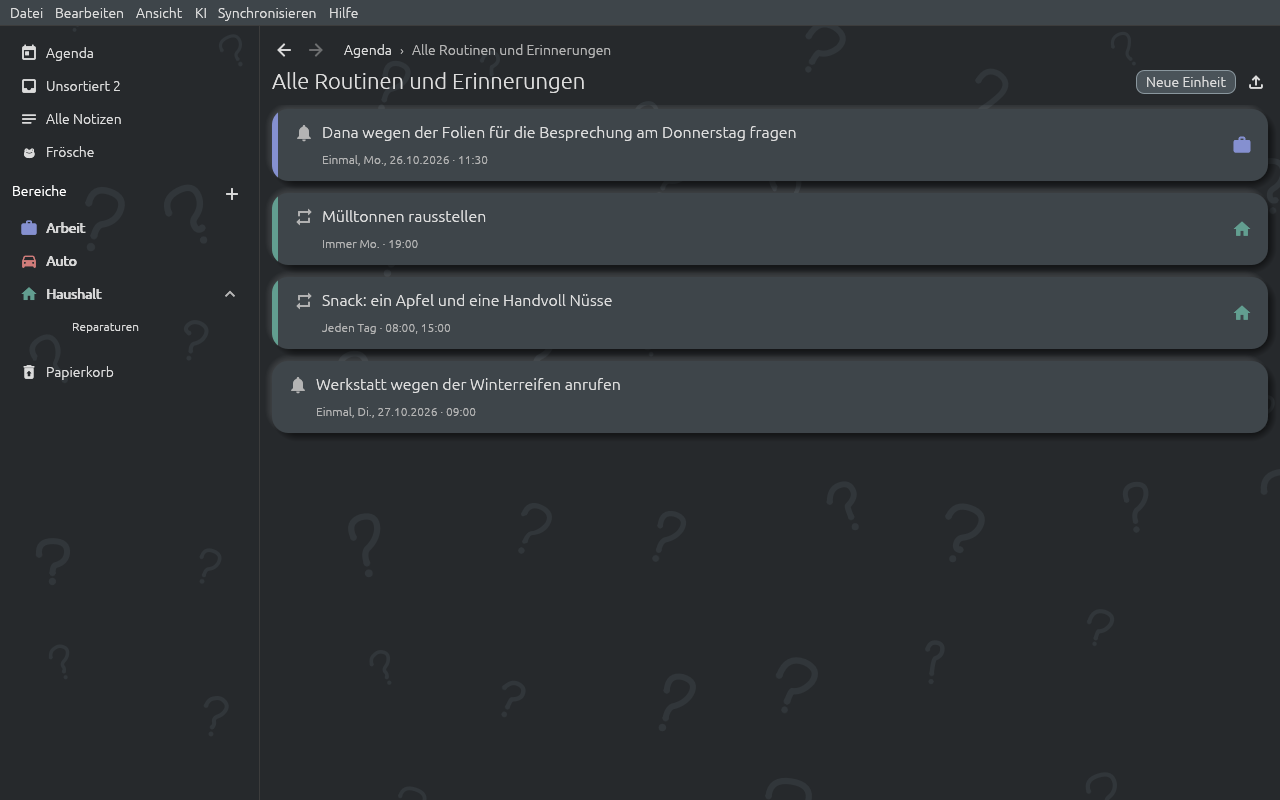 Datei Bearbeiten Ansicht KI Synchronisieren Hilfe
Agenda
Unsortiert 2
Alle Notizen
Frösche
Bereiche
Arbeit
Auto
Haushalt
Reparaturen
Papierkorb
Agenda › Alle Routinen und Erinnerungen
Alle Routinen und Erinnerungen
Neue Einheit
Dana wegen der Folien für die Besprechung am Donnerstag fragen
Einmal, Mo., 26.10.2026 · 11:30
Mülltonnen rausstellen
Immer Mo. · 19:00
Snack: ein Apfel und eine Handvoll Nüsse
Jeden Tag · 08:00, 15:00
Werkstatt wegen der Winterreifen anrufen
Einmal, Di., 27.10.2026 · 09:00